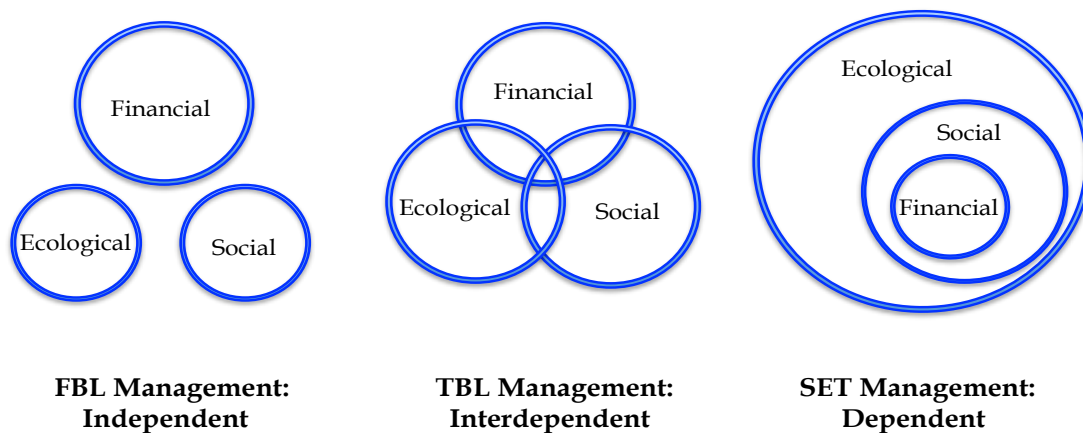 Financial
Ecological
Social
FBL Management:
Independent
Financial
Ecological
Social
TBL Management:
Interdependent
Ecological
Social
Financial
SET Management:
Dependent